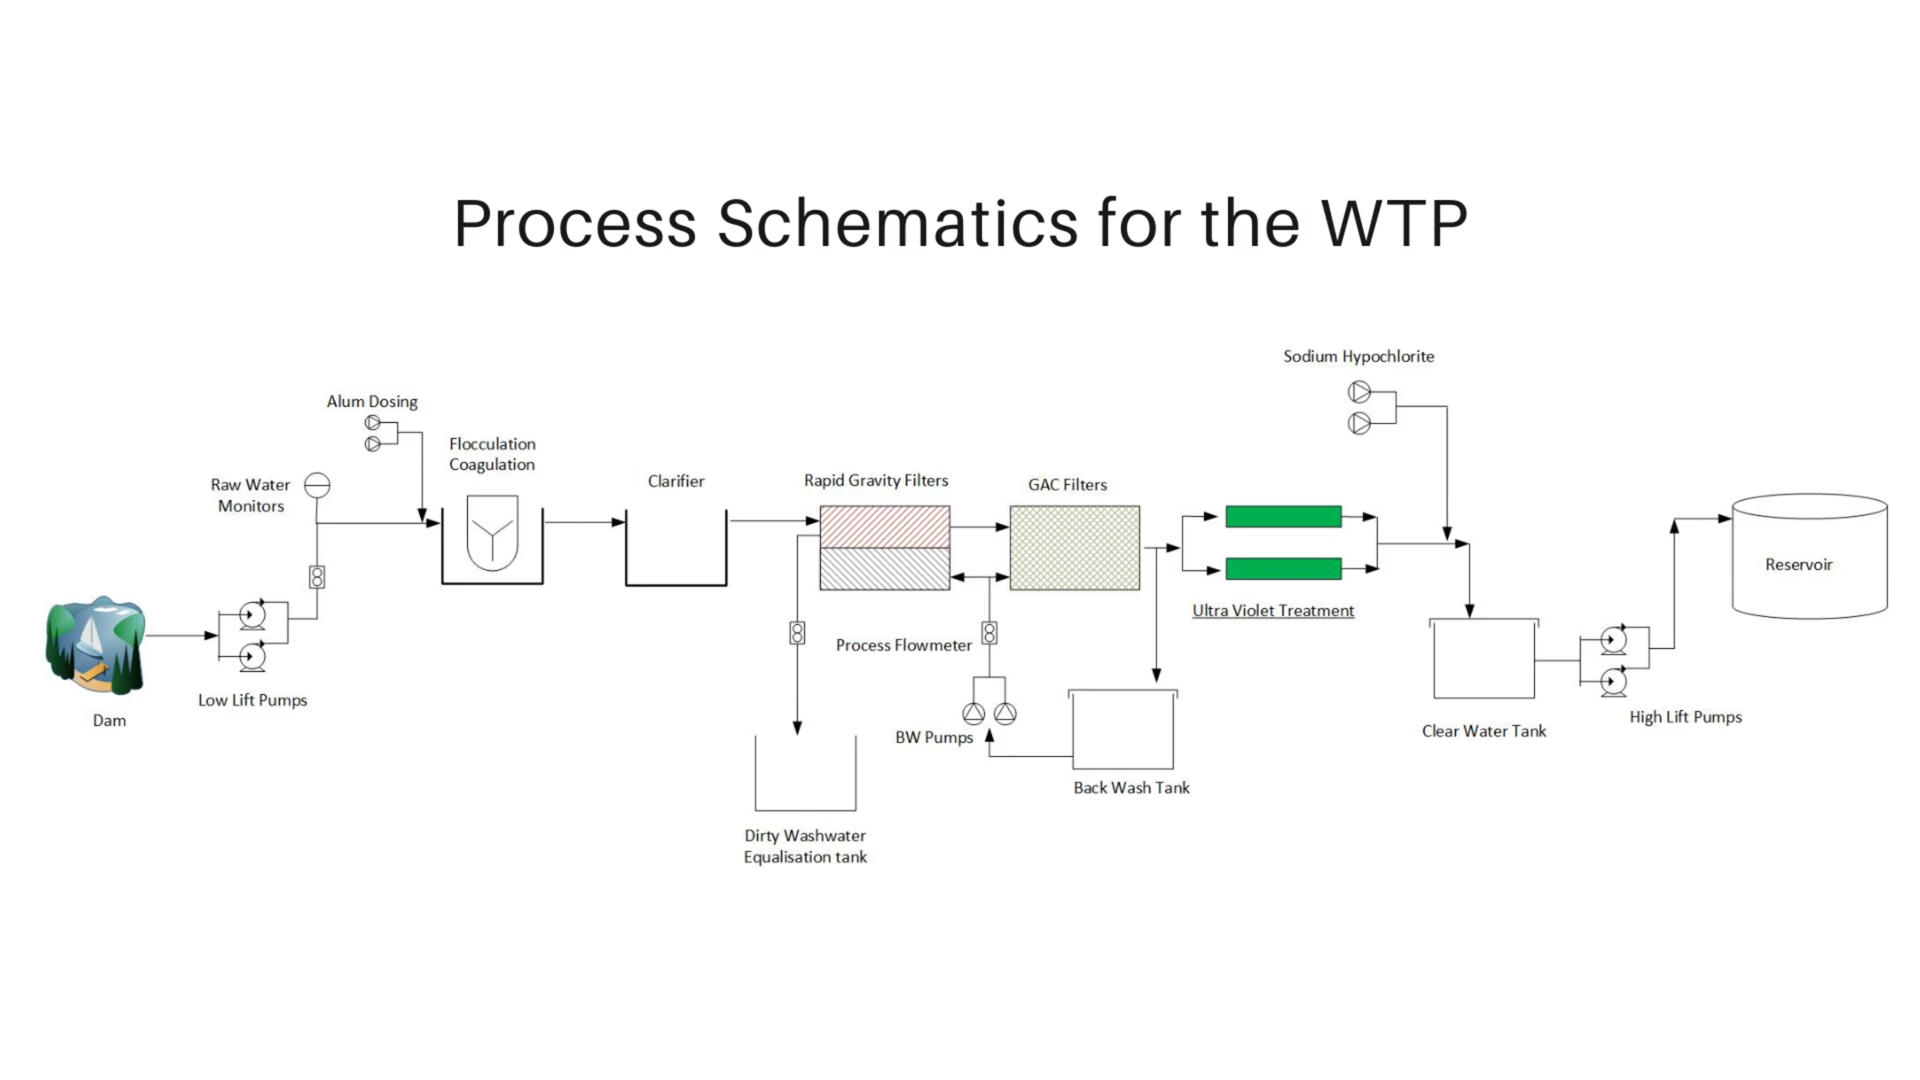 Process Schematics for the WTP
Sodium Hypochlorite
Alum Dosing
Flocculation
Coagulation
Raw Water
Monitors
Clarifier
Rapid Gravity Filters
GAC Filters
Reservoir
Ultra Violet Treatment
Process Flowmeter
Low Lift Pumps
Dam
High Lift Pumps
Clear Water Tank
BW Pumps
Back Wash Tank
Dirty Washwater
Equalisation tank